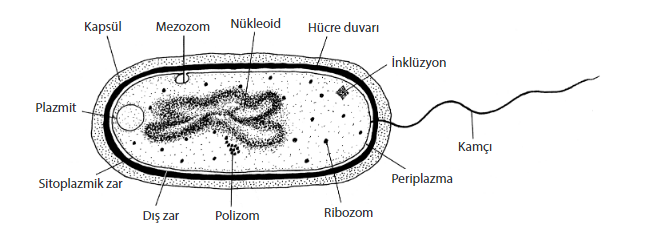 Kapsül
Mezozom
Nükleoid
Hücre duvarı
İnklüzyon
Plazmit
Kamçı
Sitoplazmik zar
Periplazma
Dış zar
Polizom
Ribozom